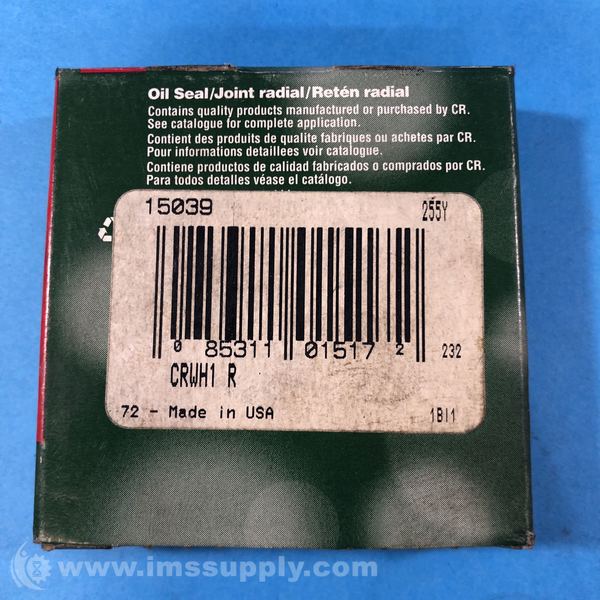 Oil Seal/Joint radial/Retén radial
Contains quality products manufactured or purchased by CR.
See catalogue for complete application.
Contient des produits de qualite fabriques ou achetes par CR.
Pour informations detaillees voir catalogue.
Contiene productos de calidad fabricados o comprados por CR.
Para todos detalles véase el catálogo.
15039 255Y
0 85311 01517 2 232
CRWH1 R
72 - Made in USA 1BI1
www.imssupply.com